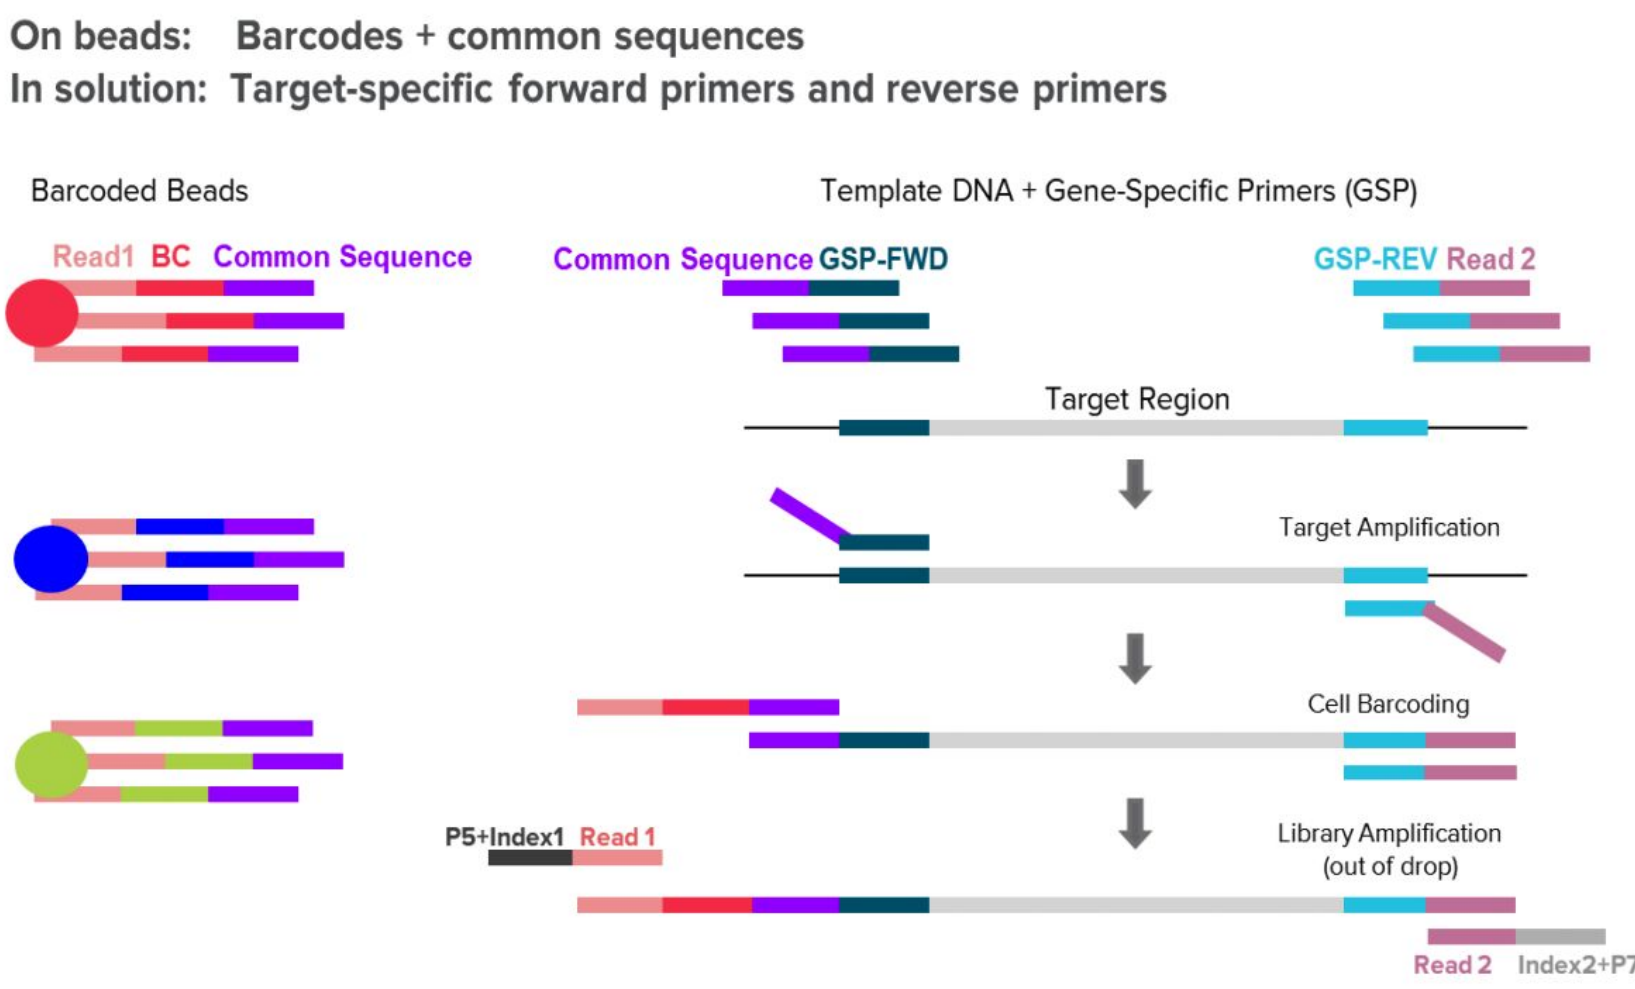 On beads: Barcodes + common sequences
In solution: Target-specific forward primers and reverse primers
Barcoded Beads
Template DNA + Gene-Specific Primers (GSP)
Read1 BC Common Sequence
Common Sequence GSP-FWD
GSP-REV Read 2
Target Region
Target Amplification
Cell Barcoding
P5+Index1 Read 1
Library Amplification
(out of drop)
Read 2 Index2+P7